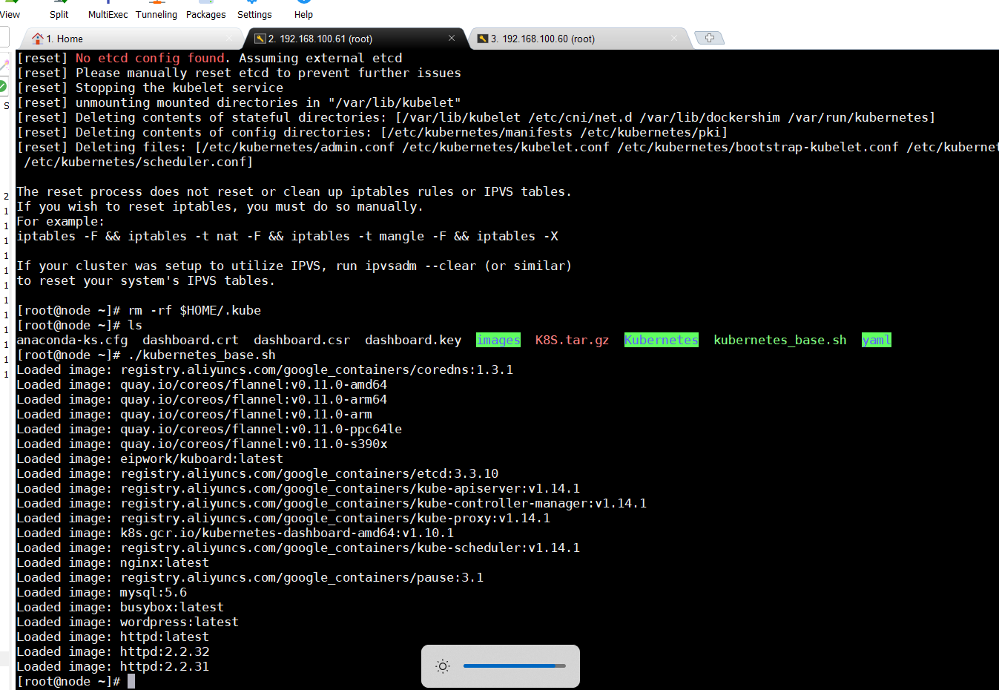 View Split MultiExec Tunneling Packages Settings Help
1. Home 2. 192.168.100.61 (root) 3. 192.168.100.60 (root)
[reset] No etcd config found. Assuming external etcd
[reset] Please manually reset etcd to prevent further issues
[reset] Stopping the kubelet service
[reset] unmounting mounted directories in "/var/lib/kubelet"
[reset] Deleting contents of stateful directories: [/var/lib/kubelet /etc/cni/net.d /var/lib/dockershim /var/run/kubernetes]
[reset] Deleting contents of config directories: [/etc/kubernetes/manifests /etc/kubernetes/pki]
[reset] Deleting files: [/etc/kubernetes/admin.conf /etc/kubernetes/kubelet.conf /etc/kubernetes/bootstrap-kubelet.conf /etc/kubernet
/etc/kubernetes/scheduler.conf]
The reset process does not reset or clean up iptables rules or IPVS tables.
If you wish to reset iptables, you must do so manually.
For example:
iptables -F && iptables -t nat -F && iptables -t mangle -F && iptables -X
If your cluster was setup to utilize IPVS, run ipvsadm --clear (or similar)
to reset your system's IPVS tables.
[root@node ~]# rm -rf $HOME/.kube
[root@node ~]# ls
anaconda-ks.cfg dashboard.crt dashboard.csr dashboard.key images K8S.tar.gz Kubernetes kubernetes_base.sh yaml
[root@node ~]# ./kubernetes_base.sh
Loaded image: registry.aliyuncs.com/google_containers/coredns:1.3.1
Loaded image: quay.io/coreos/flannel:v0.11.0-amd64
Loaded image: quay.io/coreos/flannel:v0.11.0-arm64
Loaded image: quay.io/coreos/flannel:v0.11.0-arm
Loaded image: quay.io/coreos/flannel:v0.11.0-ppc64le
Loaded image: quay.io/coreos/flannel:v0.11.0-s390x
Loaded image: eipwork/kuboard:latest
Loaded image: registry.aliyuncs.com/google_containers/etcd:3.3.10
Loaded image: registry.aliyuncs.com/google_containers/kube-apiserver:v1.14.1
Loaded image: registry.aliyuncs.com/google_containers/kube-controller-manager:v1.14.1
Loaded image: registry.aliyuncs.com/google_containers/kube-proxy:v1.14.1
Loaded image: k8s.gcr.io/kubernetes-dashboard-amd64:v1.10.1
Loaded image: registry.aliyuncs.com/google_containers/kube-scheduler:v1.14.1
Loaded image: nginx:latest
Loaded image: registry.aliyuncs.com/google_containers/pause:3.1
Loaded image: mysql:5.6
Loaded image: busybox:latest
Loaded image: wordpress:latest
Loaded image: httpd:latest
Loaded image: httpd:2.2.32
Loaded image: httpd:2.2.31
[root@node ~]#